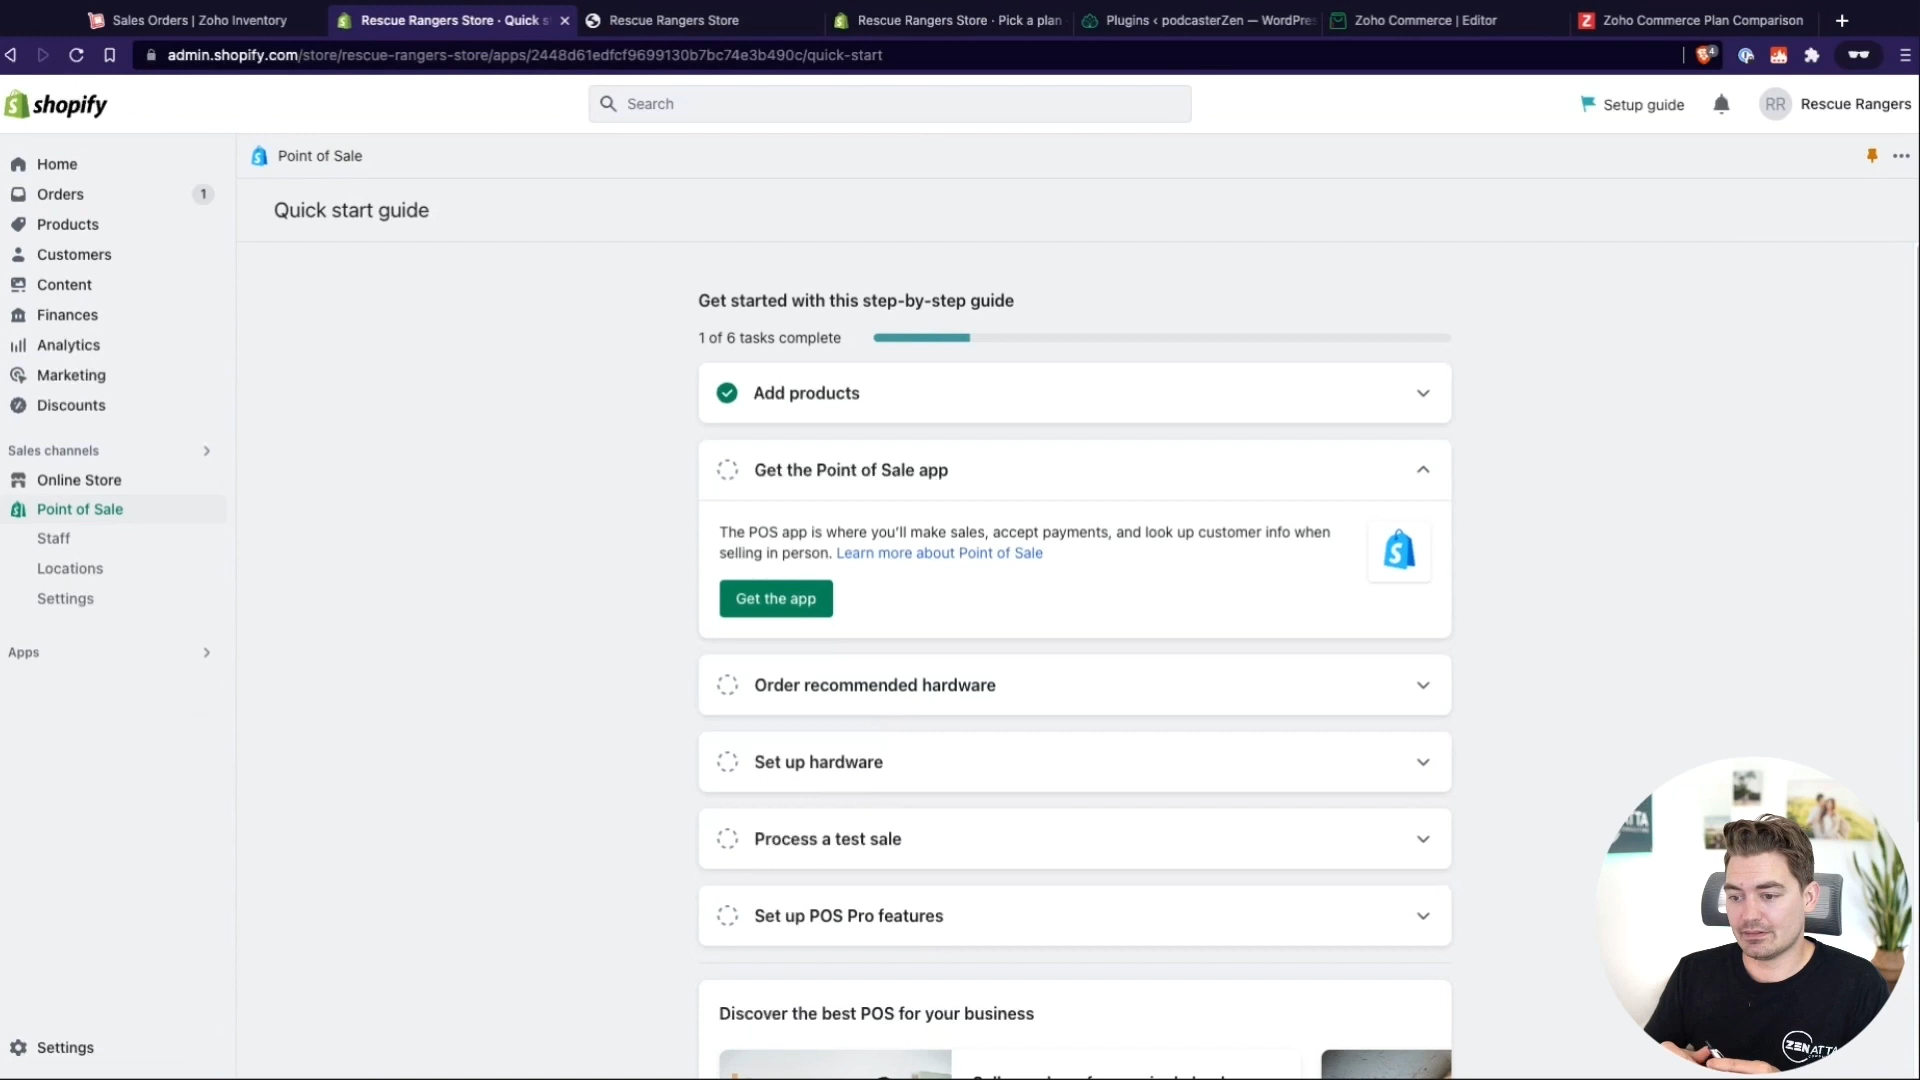 Sales Orders | Zoho Inventory
Rescue Rangers Store · Quick s
Rescue Rangers Store
Rescue Rangers Store · Pick a plan
Plugins ‹ podcasterZen — WordPres
Zoho Commerce | Editor
Zoho Commerce Plan Comparison
admin.shopify.com/store/rescue-rangers-store/apps/2448d61edfcf9699130b7bc74e3b490c/quick-start
4
shopify
Search
Setup guide
RR
Rescue Rangers
Home
Orders
1
Products
Customers
Content
Finances
Analytics
Marketing
Discounts
Sales channels
Online Store
Point of Sale
Staff
Locations
Settings
Apps
Settings
Point of Sale
Quick start guide
Get started with this step-by-step guide
1 of 6 tasks complete
Add products
Get the Point of Sale app
The POS app is where you'll make sales, accept payments, and look up customer info when
selling in person. Learn more about Point of Sale
Get the app
Order recommended hardware
Set up hardware
Process a test sale
Set up POS Pro features
Discover the best POS for your business
ZENATTA